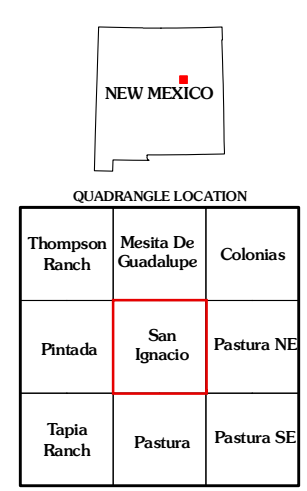 NEW MEXICO
QUADRANGLE LOCATION
Thompson
Ranch
Mesita De
Guadalupe
Colonias
Pintada
San
Ignacio
Pastura NE
Tapia
Ranch
Pastura
Pastura SE